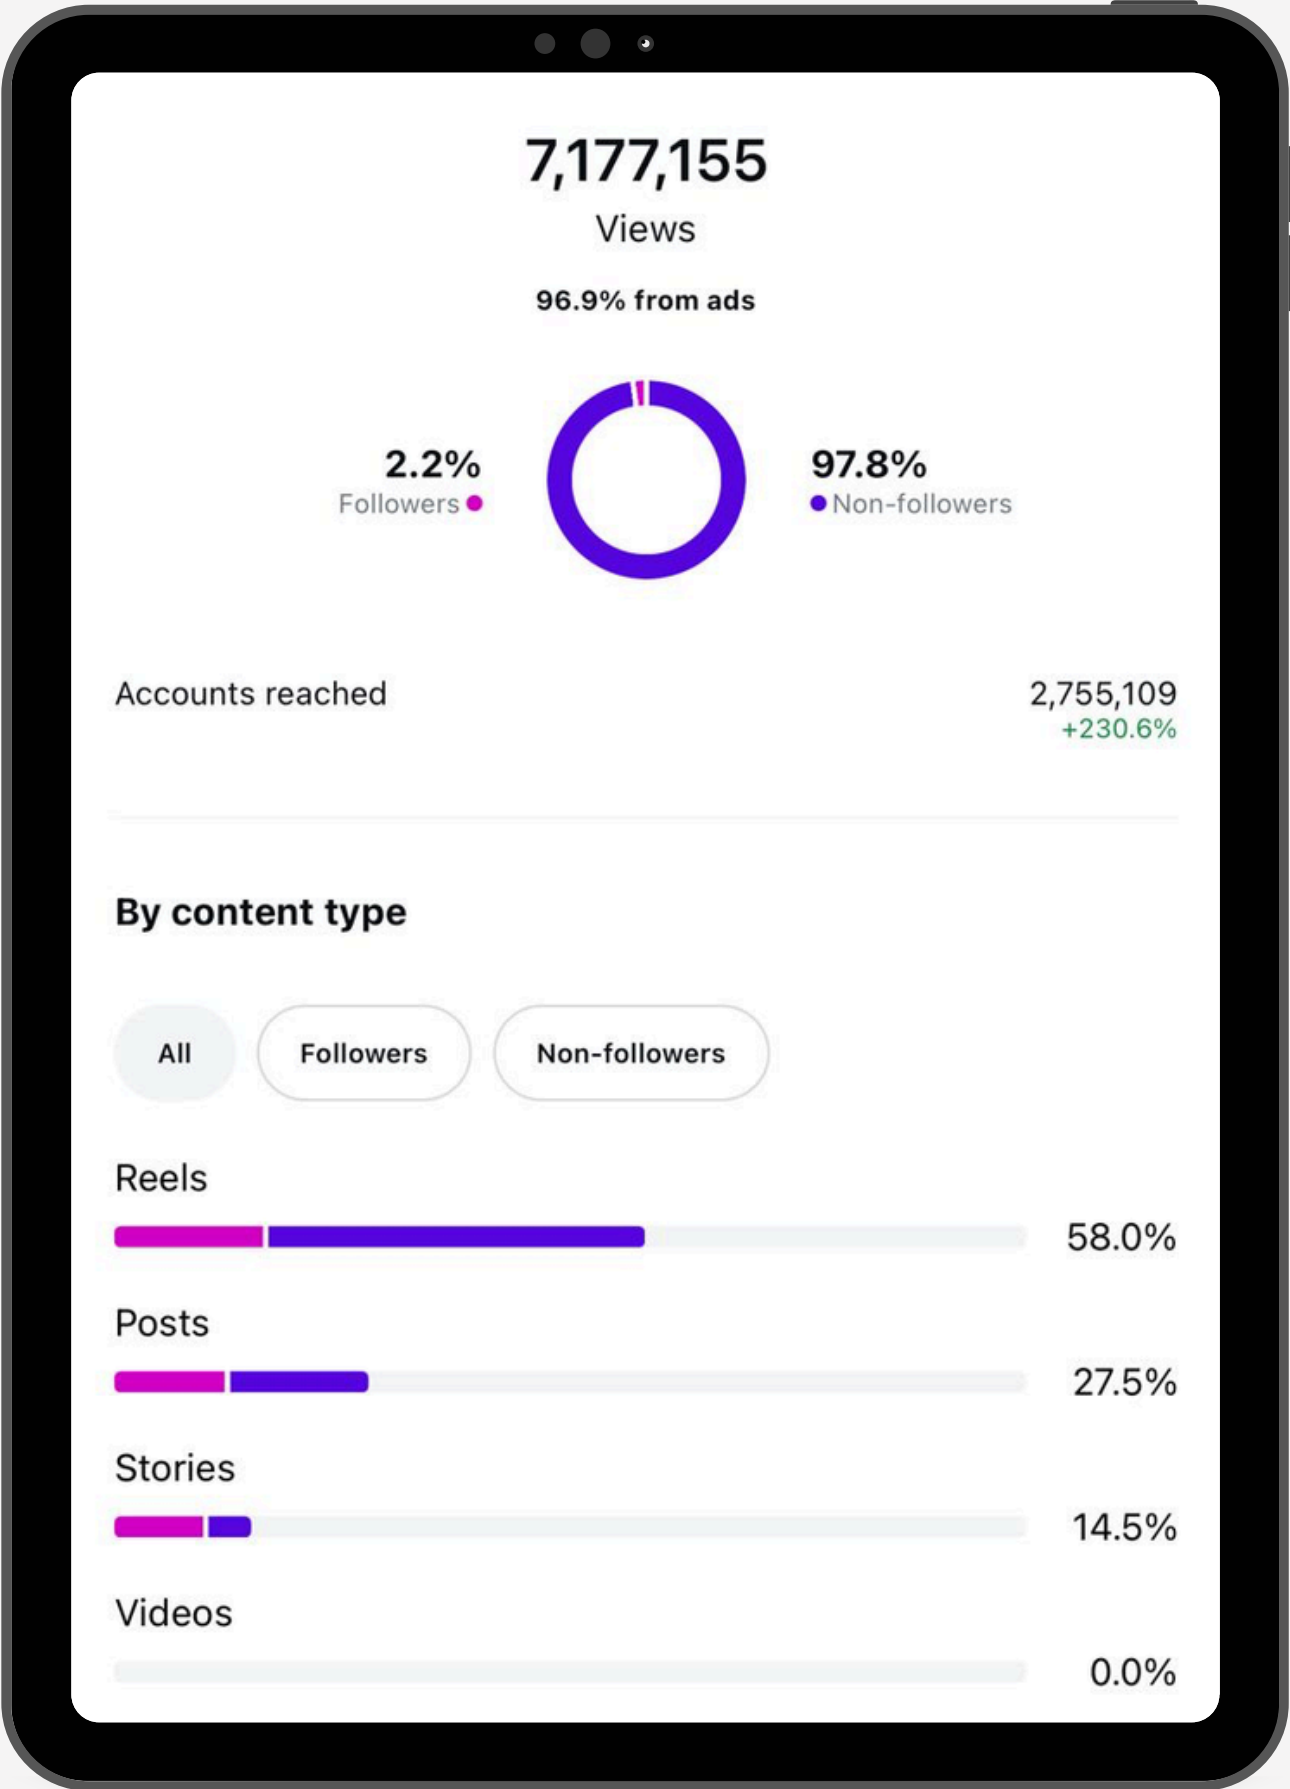 7,177,155
Views
96.9% from ads
2.2%
Followers
97.8%
Non-followers
Accounts reached
2,755,109
+230.6%
By content type
All
Followers
Non-followers
Reels
58.0%
Posts
27.5%
Stories
14.5%
Videos
0.0%